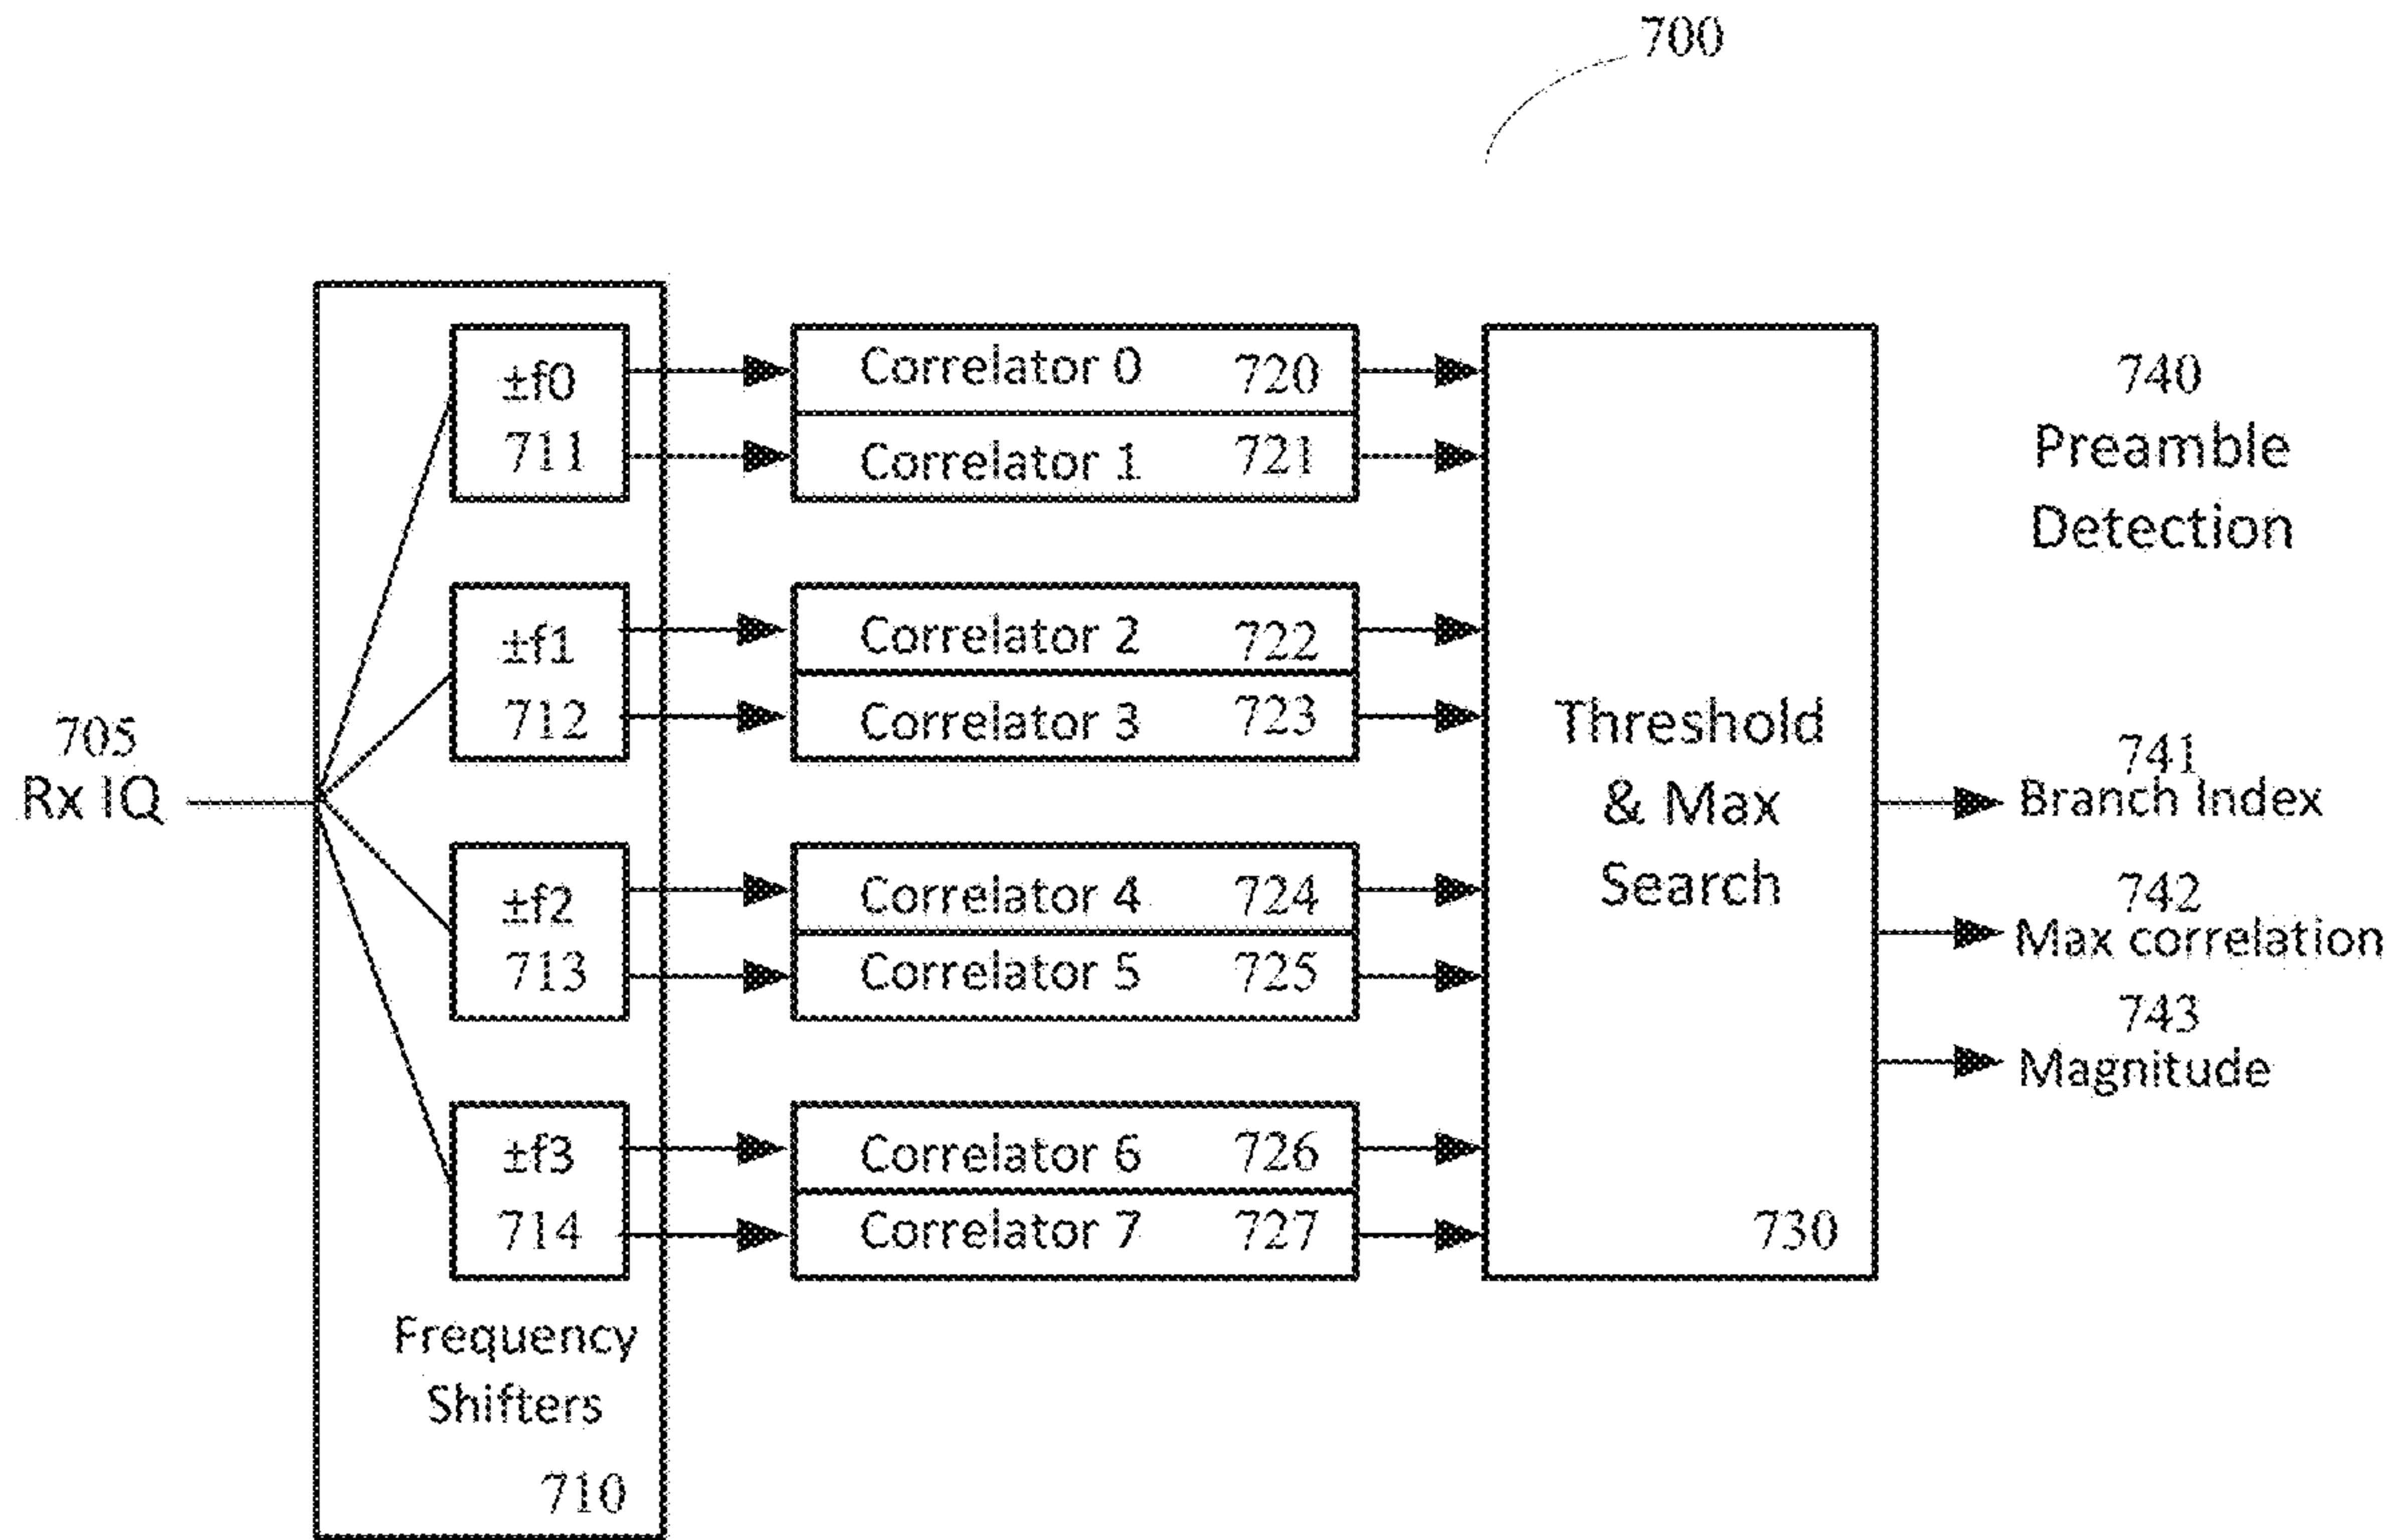 700
705
Rx IQ
±f0
711
±f1
712
±f2
713
±f3
714
Frequency
Shifters
710
Correlator 0 720
Correlator 1 721
Correlator 2 722
Correlator 3 723
Correlator 4 724
Correlator 5 725
Correlator 6 726
Correlator 7 727
Threshold
& Max
Search
730
740
Preamble
Detection
741
Branch Index
742
Max correlation
743
Magnitude